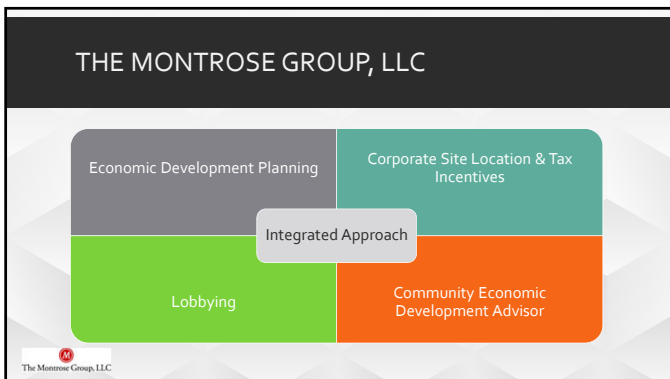 THE MONTROSE GROUP, LLC
Economic Development Planning
Corporate Site Location & Tax
Incentives
Integrated Approach
Lobbying
Community Economic
Development Advisor
M
The Montrose Group, LLC